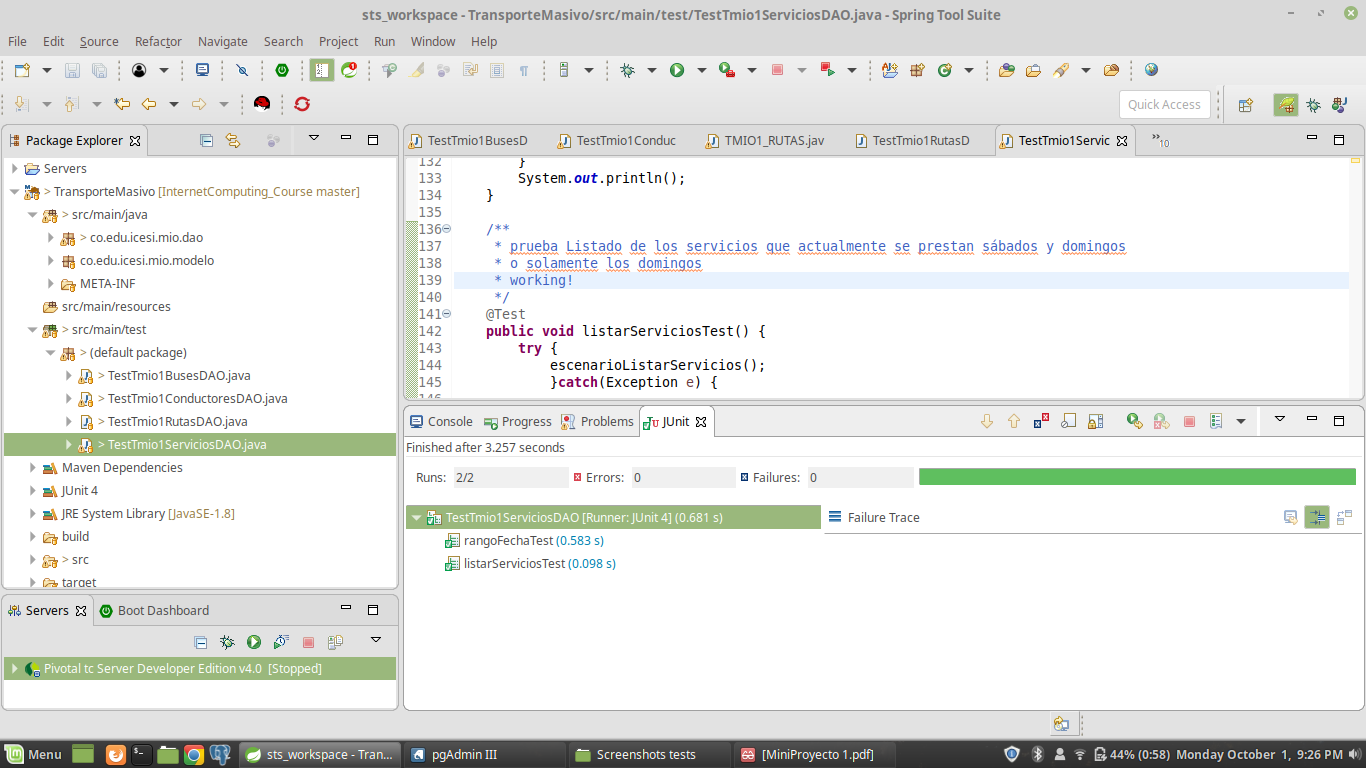 sts_workspace - TransporteMasivo/src/main/test/TestTmio1ServiciosDAO.java - Spring Tool Suite
File Edit Source Refactor Navigate Search Project Run Window Help
Quick Access
Package Explorer
Servers
> TransporteMasivo [InternetComputing_Course master]
> src/main/java
> co.edu.icesi.mio.dao
co.edu.icesi.mio.modelo
> META-INF
src/main/resources
> src/main/test
> (default package)
> TestTmio1BusesDAO.java
> TestTmio1ConductoresDAO.java
> TestTmio1RutasDAO.java
> TestTmio1ServiciosDAO.java
Maven Dependencies
JUnit 4
JRE System Library [JavaSE-1.8]
build
> src
target
Servers Boot Dashboard
Pivotal tc Server Developer Edition v4.0 [Stopped]
TestTmio1BusesD TestTmio1Conduc TMIO1_RUTAS.jav TestTmio1RutasD TestTmio1Servic »10
132 }
133 System.out.println();
134 }
135
136 /**
137 * prueba Listado de los servicios que actualmente se prestan sábados y domingos
138 * o solamente los domingos
139 * working!
140 */
141 @Test
142 public void listarServiciosTest() {
143 try {
144 escenarioListarServicios();
145 }catch(Exception e) {
Console Progress Problems JUnit
Finished after 3.257 seconds
Runs: 2/2 Errors: 0 Failures: 0
TestTmio1ServiciosDAO [Runner: JUnit 4] (0.681 s)
rangoFechaTest (0.583 s)
listarServiciosTest (0.098 s)
Failure Trace
Menu sts_workspace - Tran... pgAdmin III Screenshots tests [MiniProyecto 1.pdf] 44% (0:58) Monday October 1, 9:26 PM